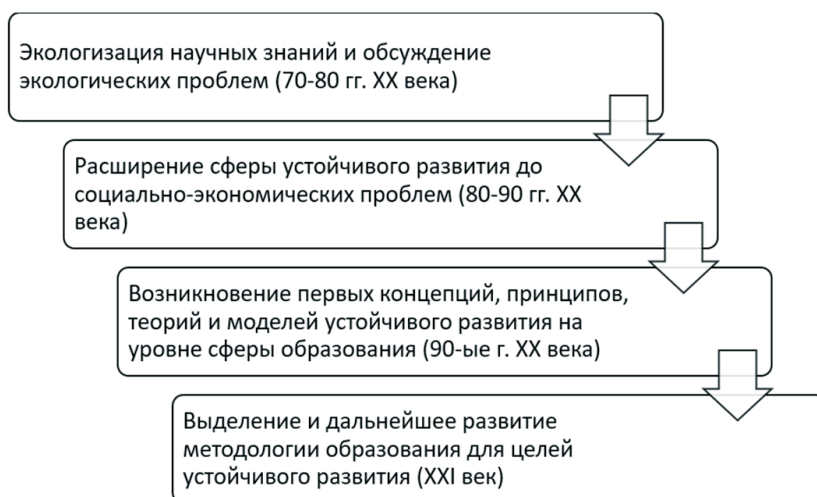 Экологизация научных знаний и обсуждение
экологических проблем (70-80 гг. XX века)
Расширение сферы устойчивого развития до
социально-экономических проблем (80-90 гг. XX
века)
Возникновение первых концепций, принципов,
теорий и моделей устойчивого развития на
уровне сферы образования (90-ые г. XX века)
Выделение и дальнейшее развитие
методологии образования для целей
устойчивого развития (XXI век)